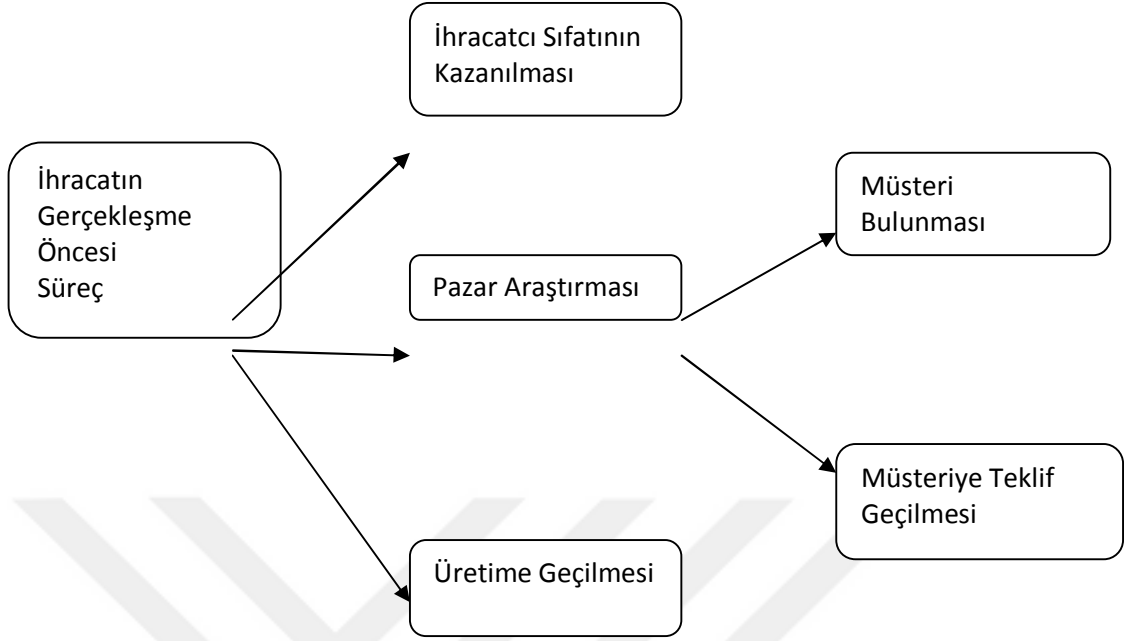 İhracatcı Sıfatının
Kazanılması
İhracatın
Gerçekleşme
Öncesi
Süreç
Müsteri
Bulunması
Pazar Araştırması
Müsteriye Teklif
Geçilmesi
Üretime Geçilmesi